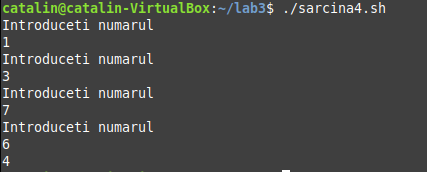 catalin@catalin-VirtualBox:~/lab3$ ./sarcina4.sh
Introduceti numarul
1
Introduceti numarul
3
Introduceti numarul
7
Introduceti numarul
6
4